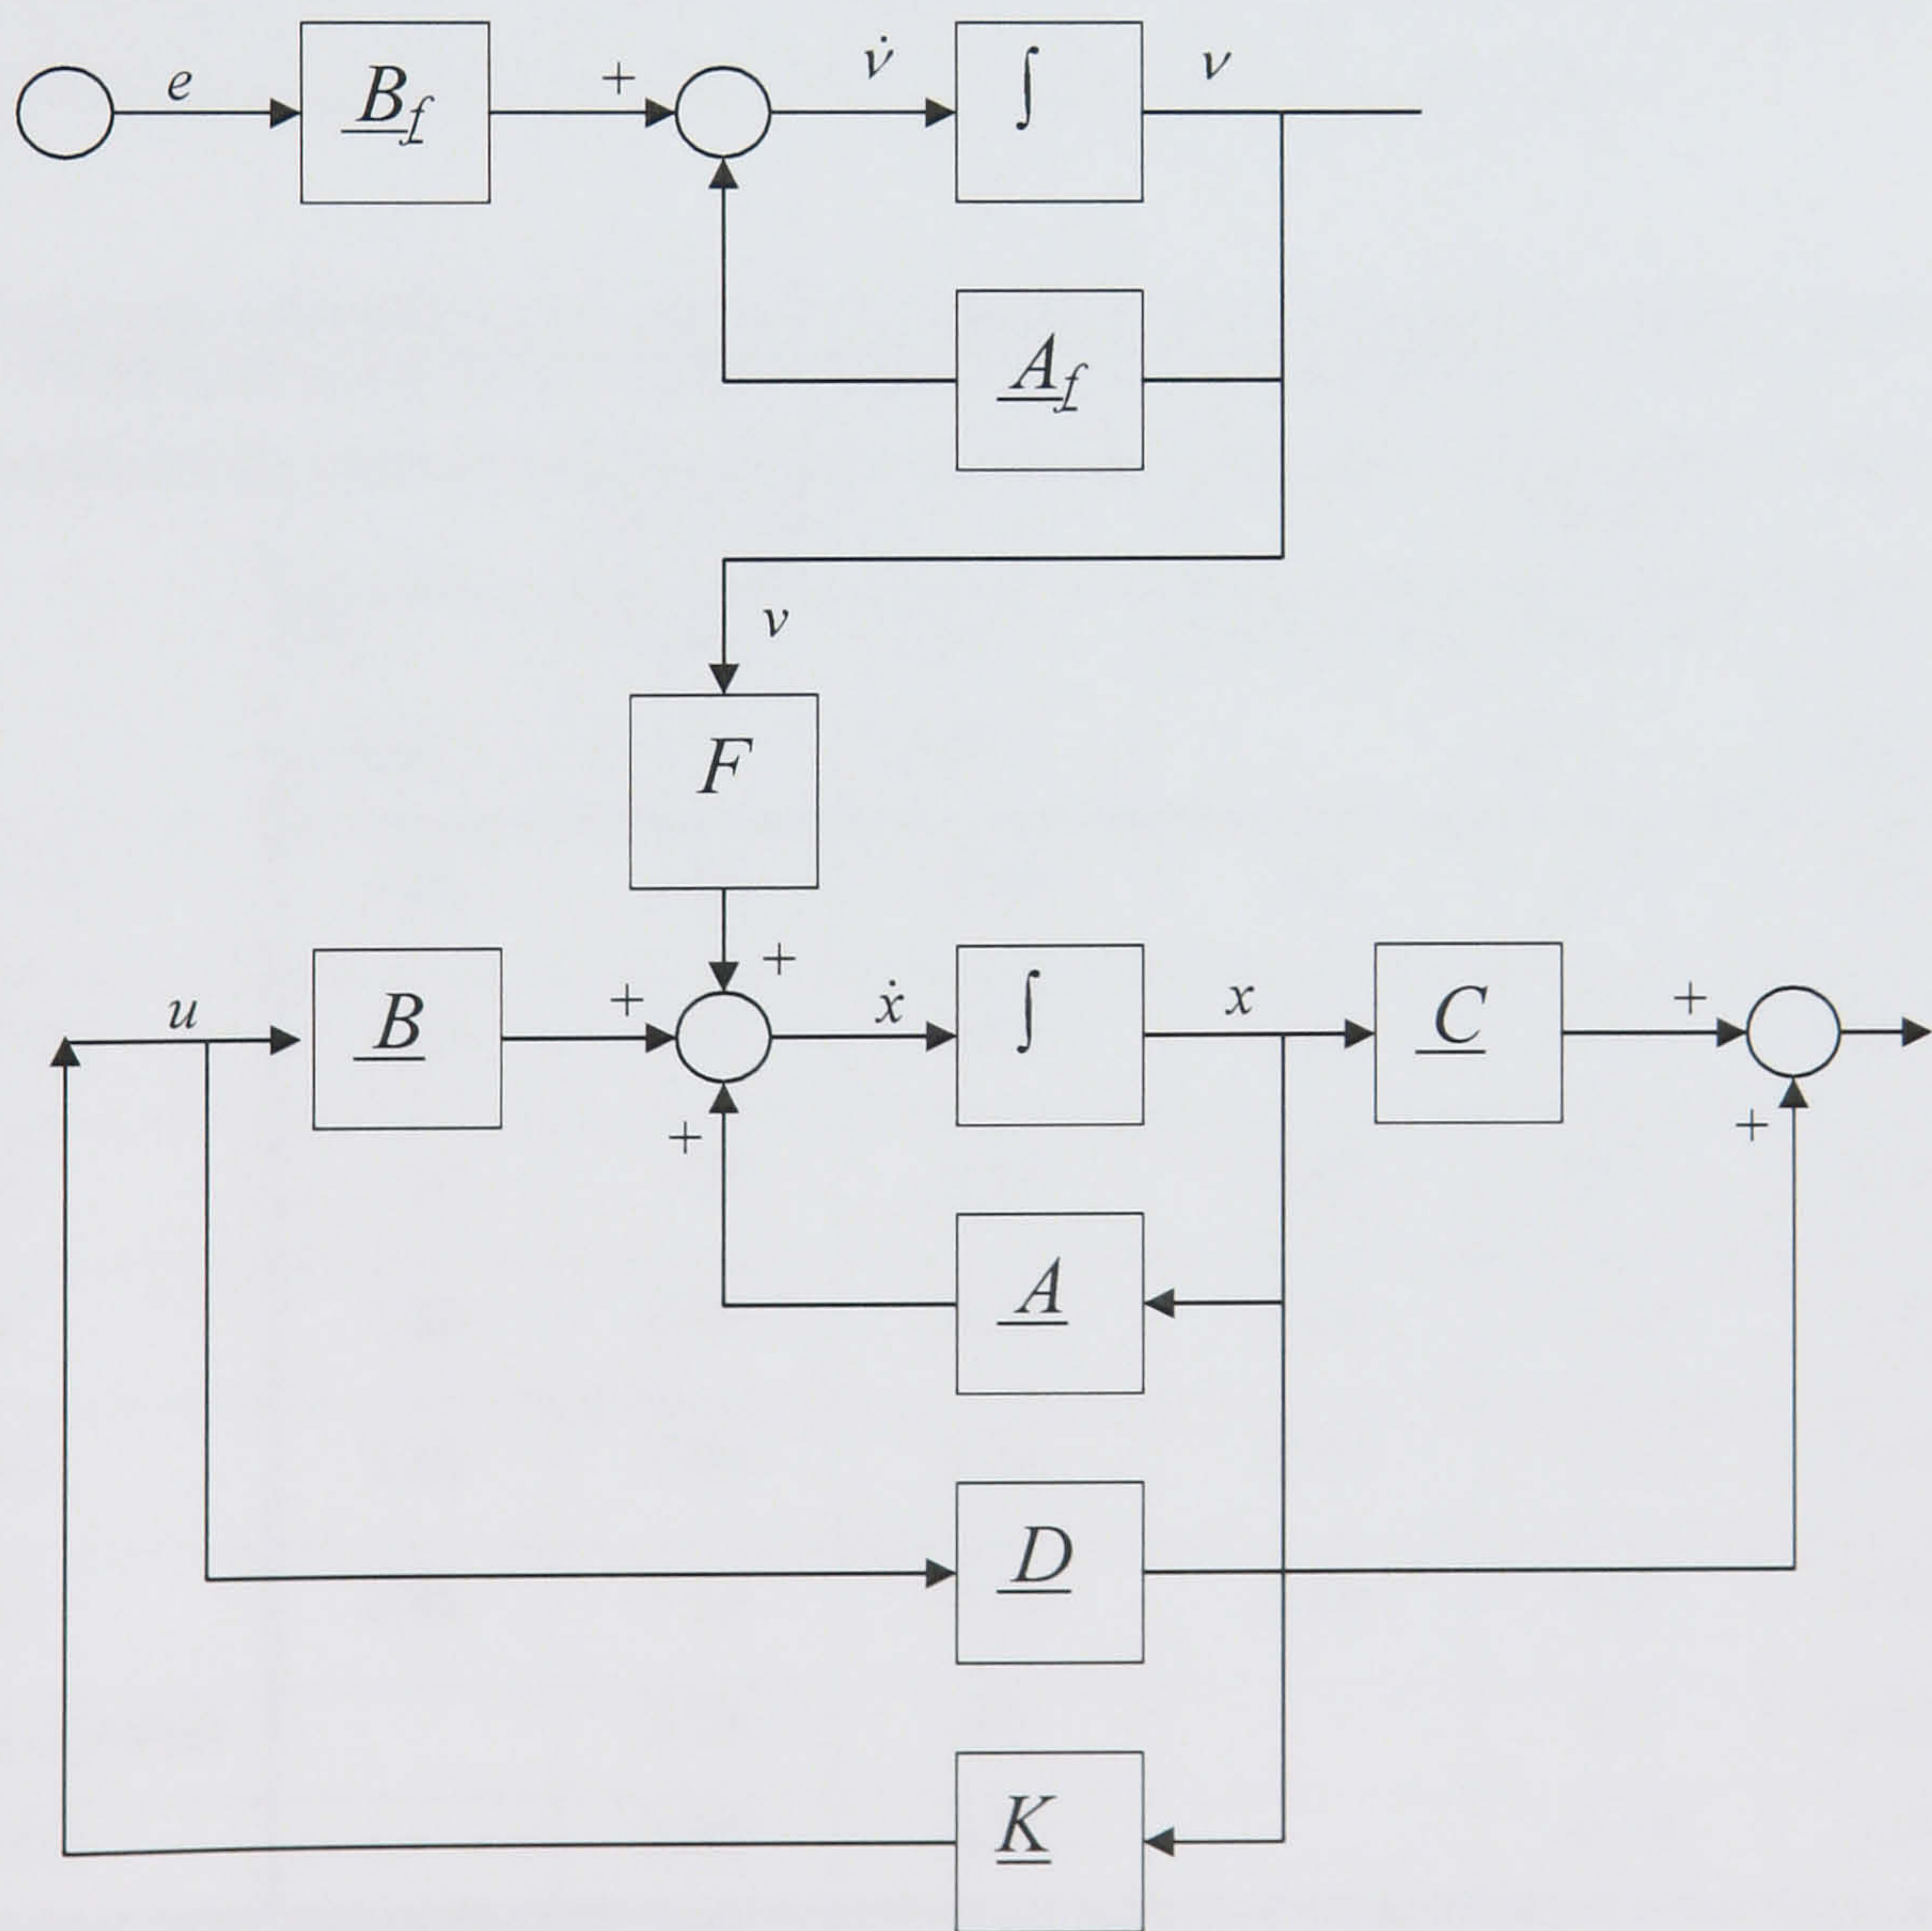 e
B_f
+
v̇
∫
v
A_f
v
F
+
u
B
+
ẋ
∫
x
C
+
+
+
A
D
K